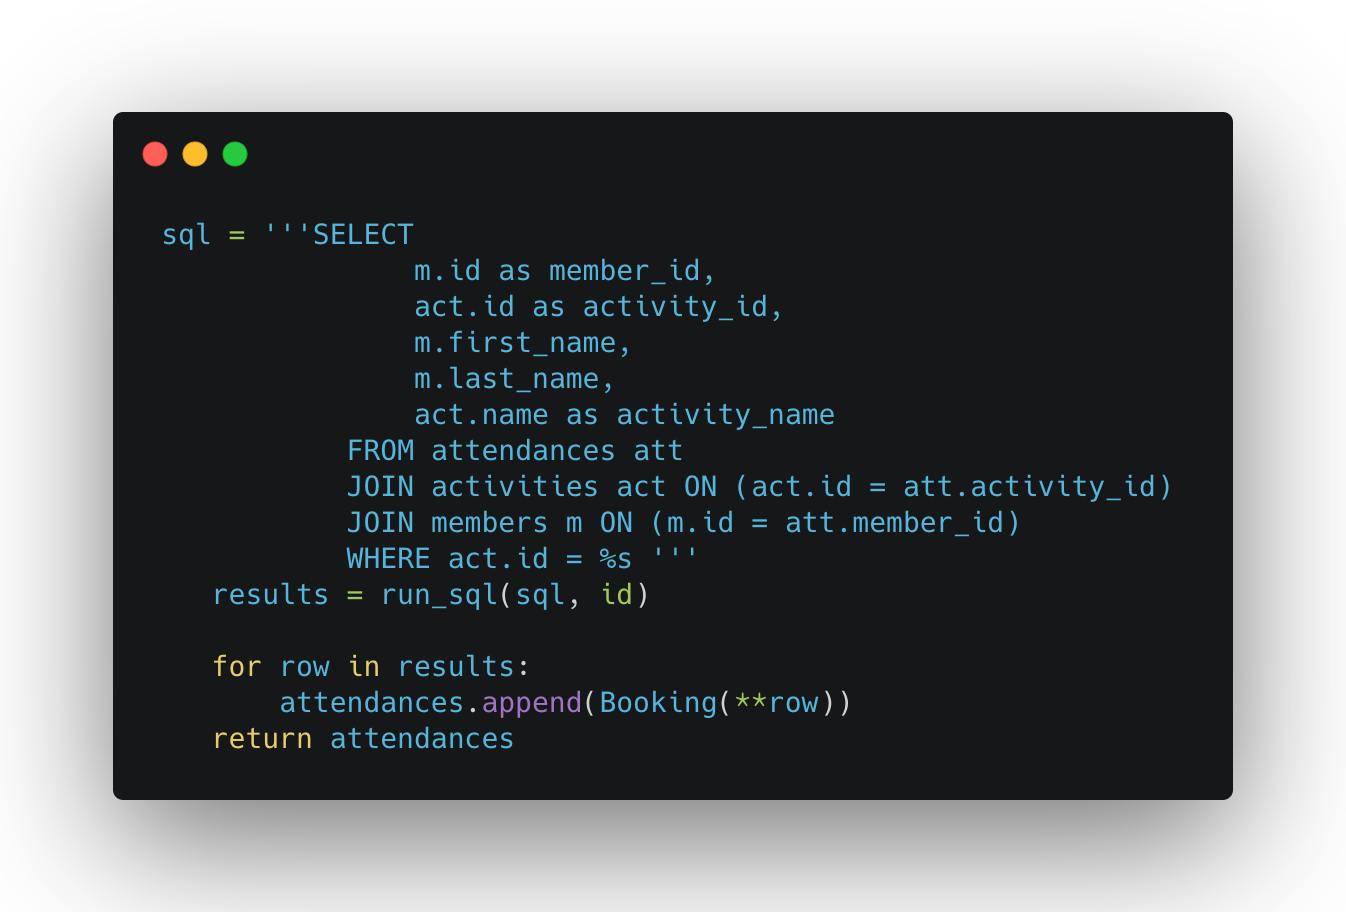 sql = '''SELECT
               m.id as member_id,
               act.id as activity_id,
               m.first_name,
               m.last_name,
               act.name as activity_name
           FROM attendances att
           JOIN activities act ON (act.id = att.activity_id)
           JOIN members m ON (m.id = att.member_id)
           WHERE act.id = %s '''
   results = run_sql(sql, id)

   for row in results:
       attendances.append(Booking(**row))
   return attendances